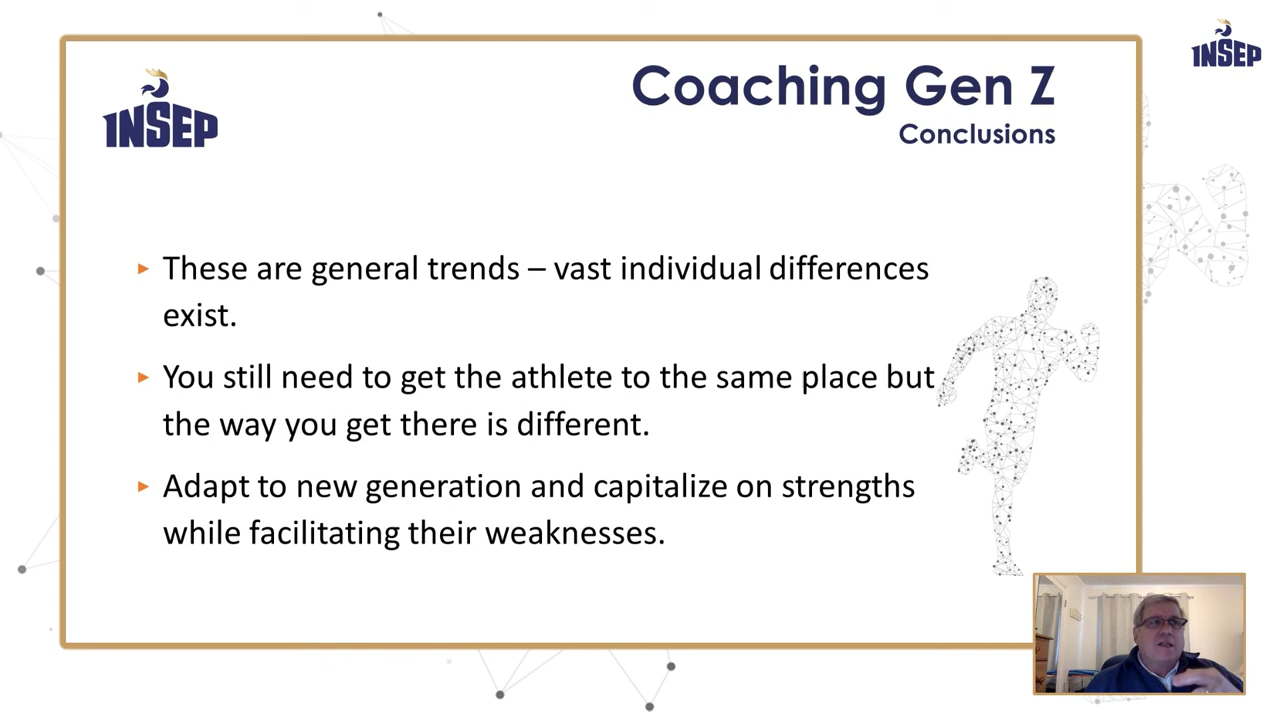 INSEP
INSEP
Coaching Gen Z
Conclusions
These are general trends – vast individual differences
exist.
You still need to get the athlete to the same place but
the way you get there is different.
Adapt to new generation and capitalize on strengths
while facilitating their weaknesses.